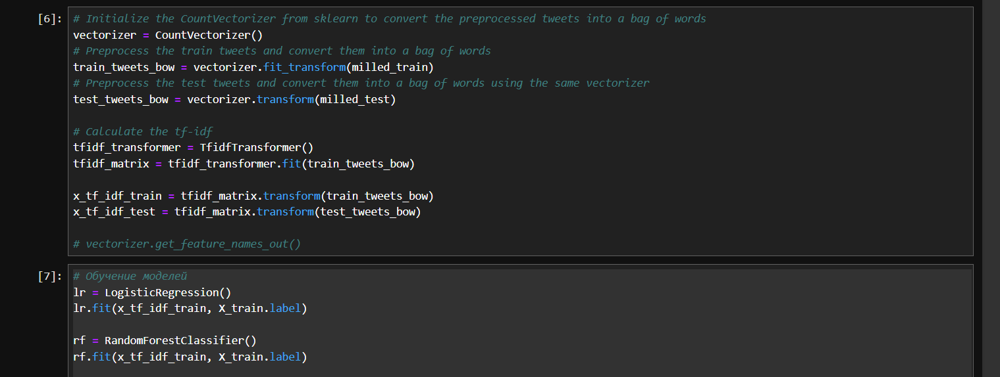 [6]: # Initialize the CountVectorizer from sklearn to convert the preprocessed tweets into a bag of words
vectorizer = CountVectorizer()
# Preprocess the train tweets and convert them into a bag of words
train_tweets_bow = vectorizer.fit_transform(milled_train)
# Preprocess the test tweets and convert them into a bag of words using the same vectorizer
test_tweets_bow = vectorizer.transform(milled_test)
# Calculate the tf-idf
tfidf_transformer = TfidfTransformer()
tfidf_matrix = tfidf_transformer.fit(train_tweets_bow)
x_tf_idf_train = tfidf_matrix.transform(train_tweets_bow)
x_tf_idf_test = tfidf_matrix.transform(test_tweets_bow)
# vectorizer.get_feature_names_out()
[7]: # Обучение моделей
lr = LogisticRegression()
lr.fit(x_tf_idf_train, X_train.label)
rf = RandomForestClassifier()
rf.fit(x_tf_idf_train, X_train.label)